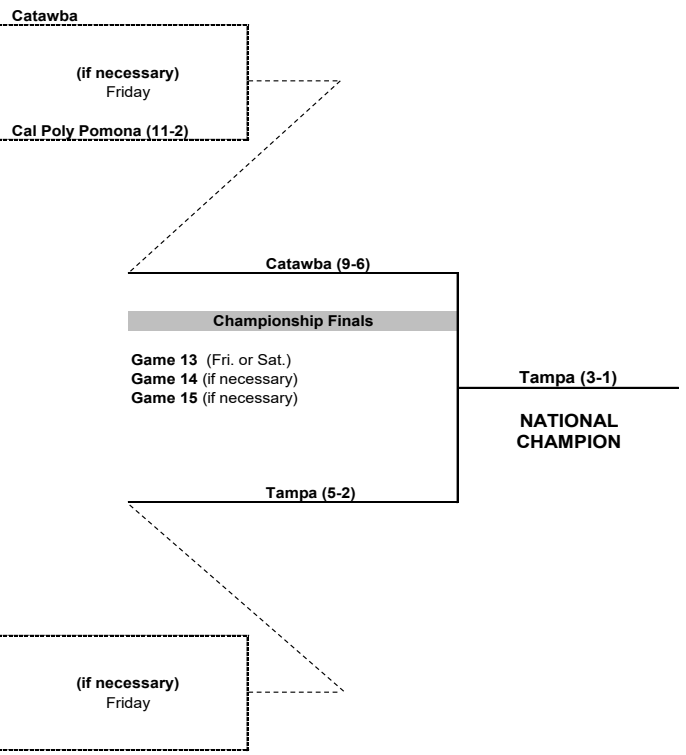 Catawba
(if necessary)
Friday
Cal Poly Pomona (11-2)
Catawba (9-6)
Championship Finals
Game 13 (Fri. or Sat.)
Game 14 (if necessary)
Game 15 (if necessary)
Tampa (3-1)
NATIONAL
CHAMPION
Tampa (5-2)
(if necessary)
Friday